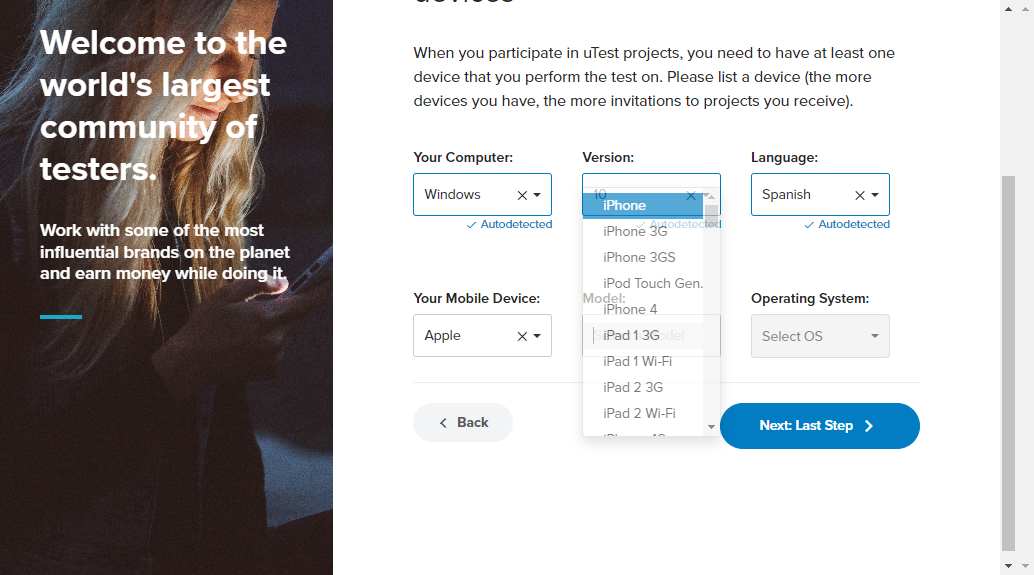 devices
Welcome to the
world's largest
community of
testers.
Work with some of the most
influential brands on the planet
and earn money while doing it.
When you participate in uTest projects, you need to have at least one
device that you perform the test on. Please list a device (the more
devices you have, the more invitations to projects you receive).
Your Computer: Version: Language:
Windows 10 Spanish
Autodetected Autodetected Autodetected
iPhone
iPhone 3G
iPhone 3GS
iPod Touch Gen.
iPhone 4
iPad 1 3G
iPad 1 Wi-Fi
iPad 2 3G
iPad 2 Wi-Fi
Your Mobile Device: Model: Operating System:
Apple Select OS
Back Next: Last Step